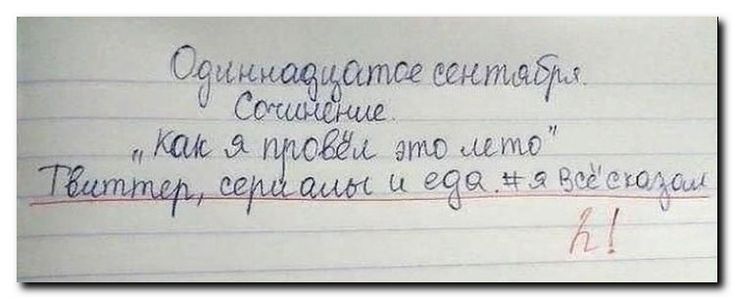 Одиннадцатое сентября.
Сочинение.
„Как я провёл это лето"
Твиттер, сериалы и еда. #я всё сказал
2!